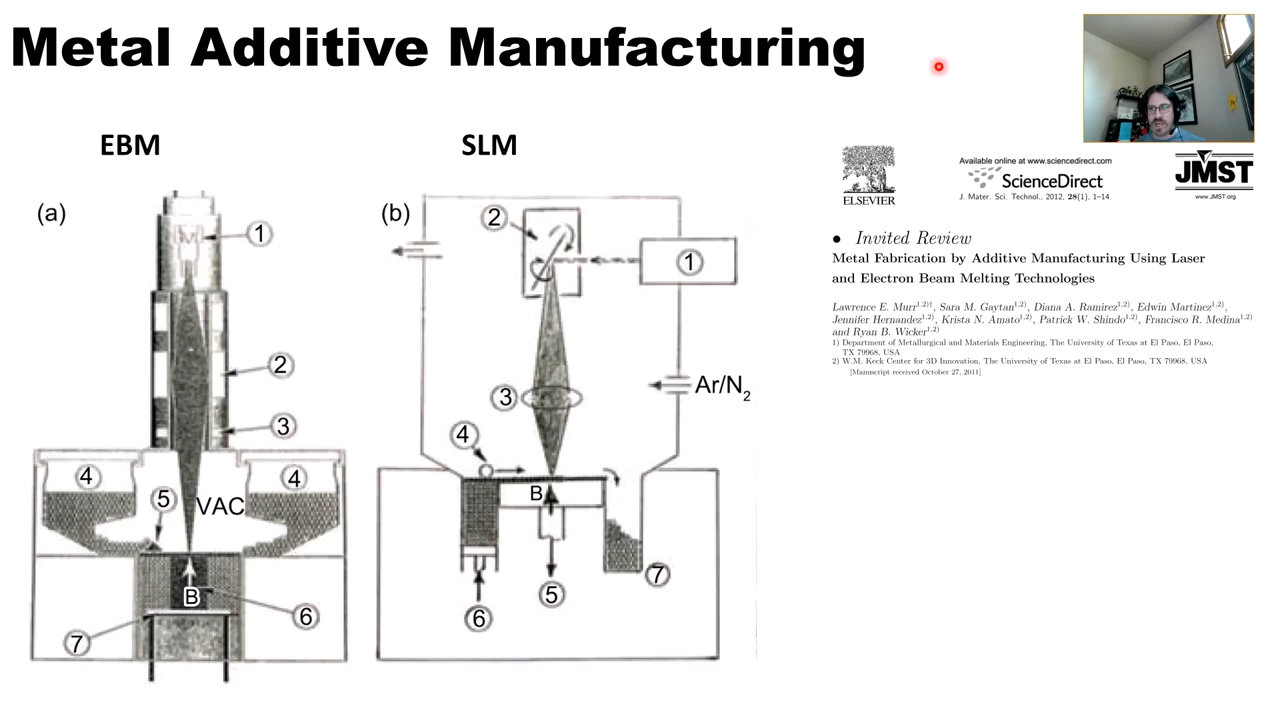 Metal Additive Manufacturing
EBM
SLM
(a)
1
2
3
4
4
5
VAC
B
6
7
(b)
2
1
3
Ar/N₂
4
B
5
6
7
ELSEVIER
Available online at www.sciencedirect.com
ScienceDirect
J. Mater. Sci. Technol., 2012, 28(1), 1–14.
JMST
www.JMST.org
• Invited Review
Metal Fabrication by Additive Manufacturing Using Laser
and Electron Beam Melting Technologies
Lawrence E. Murr1,2)†, Sara M. Gaytan1,2), Diana A. Ramirez1,2), Edwin Martinez1,2),
Jennifer Hernandez1,2), Krista N. Amato1,2), Patrick W. Shindo1,2), Francisco R. Medina1,2)
and Ryan B. Wicker1,2)
1) Department of Metallurgical and Materials Engineering, The University of Texas at El Paso, El Paso,
TX 79968, USA
2) W.M. Keck Center for 3D Innovation, The University of Texas at El Paso, El Paso, TX 79968, USA
[Manuscript received October 27, 2011]